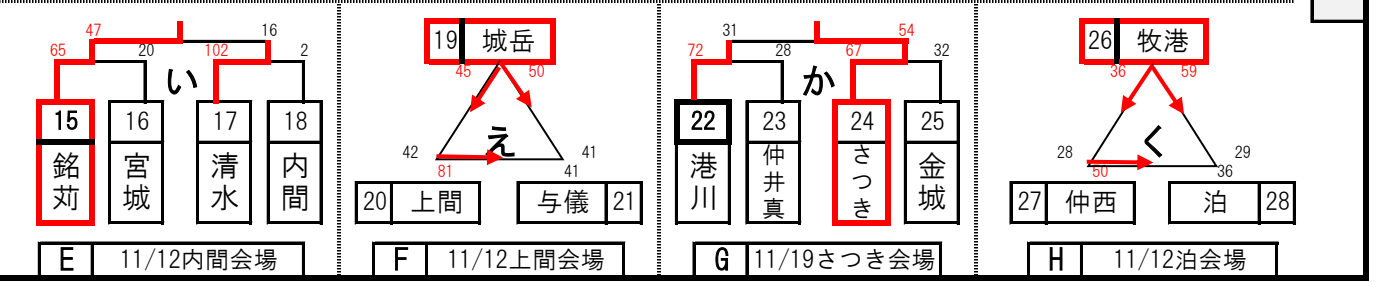 47 16
65 20 102 2
い
15 16 17 18
銘苅 宮城 清水 内間
E 11/12内間会場
19 城岳
45 50
え
42 41
81 41
20 上間 与儀 21
F 11/12上間会場
31 54
72 28 67 32
か
22 23 24 25
港川 仲井真 さつき 金城
G 11/19さつき会場
26 牧港
36 59
く
28 29
50 36
27 仲西 泊 28
H 11/12泊会場